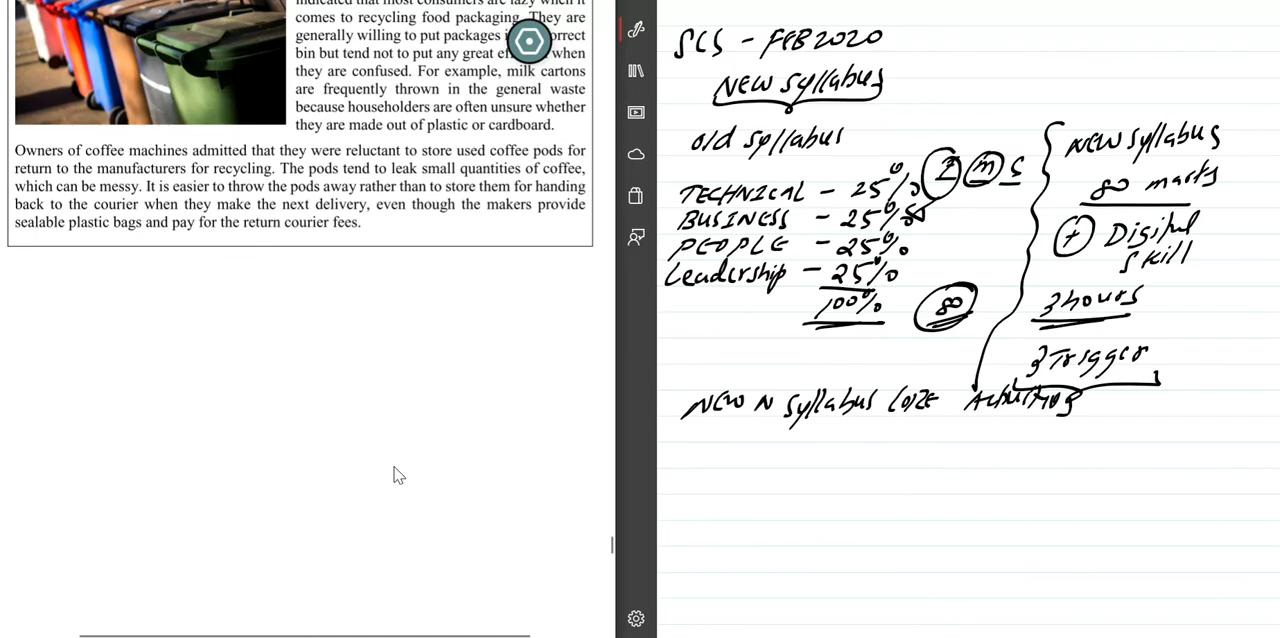 indicated that most consumers are lazy when it
comes to recycling food packaging. They are
generally willing to put packages
bin but tend not to put any great when
they are confused. For example, milk cartons
are frequently thrown in the general waste
because householders are often unsure whether
they are made out of plastic or cardboard.
Owners of coffee machines admitted that they were reluctant to store used coffee pods for
return to the manufacturers for recycling. The pods tend to leak small quantities of coffee,
which can be messy. It is easier to throw the pods away rather than to store them for handing
back to the courier when they make the next delivery, even though the makers provide
sealable plastic bags and pay for the return courier fees.
SCS - FEB 2020
NEW syllabus
old syllabus
TECHNICAL - 25% E m S
BUSINESS - 25%
PEOPLE - 25%
Leadership - 25%
100% 80
NEW syllabus
80 marks
+ Digital
skill
3 hours
3 Trigger
NEW syllabus CORE Activities